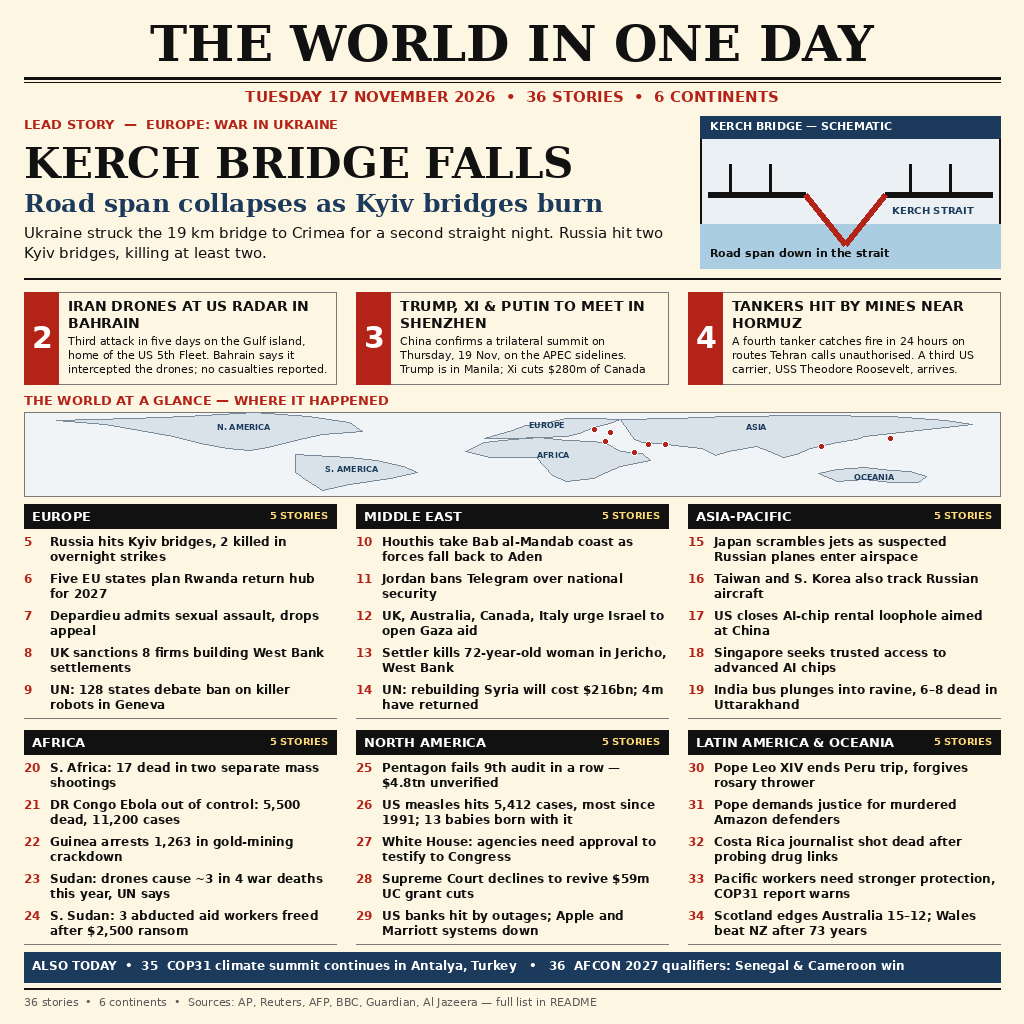 THE WORLD IN ONE DAY
TUESDAY 17 NOVEMBER 2026 • 36 STORIES • 6 CONTINENTS
LEAD STORY — EUROPE: WAR IN UKRAINE
KERCH BRIDGE FALLS
Road span collapses as Kyiv bridges burn
Ukraine struck the 19 km bridge to Crimea for a second straight night. Russia hit two
Kyiv bridges, killing at least two.
KERCH BRIDGE — SCHEMATIC
KERCH STRAIT
Road span down in the strait
2
IRAN DRONES AT US RADAR IN
BAHRAIN
Third attack in five days on the Gulf island,
home of the US 5th Fleet. Bahrain says it
intercepted the drones; no casualties reported.
3
TRUMP, XI & PUTIN TO MEET IN
SHENZHEN
China confirms a trilateral summit on
Thursday, 19 Nov, on the APEC sidelines.
Trump is in Manila; Xi cuts $280m of Canada
4
TANKERS HIT BY MINES NEAR
HORMUZ
A fourth tanker catches fire in 24 hours on
routes Tehran calls unauthorised. A third US
carrier, USS Theodore Roosevelt, arrives.
THE WORLD AT A GLANCE — WHERE IT HAPPENED
N. AMERICA
S. AMERICA
EUROPE
AFRICA
ASIA
OCEANIA
EUROPE 5 STORIES
5 Russia hits Kyiv bridges, 2 killed in
overnight strikes
6 Five EU states plan Rwanda return hub
for 2027
7 Depardieu admits sexual assault, drops
appeal
8 UK sanctions 8 firms building West Bank
settlements
9 UN: 128 states debate ban on killer
robots in Geneva
MIDDLE EAST 5 STORIES
10 Houthis take Bab al-Mandab coast as
forces fall back to Aden
11 Jordan bans Telegram over national
security
12 UK, Australia, Canada, Italy urge Israel to
open Gaza aid
13 Settler kills 72-year-old woman in Jericho,
West Bank
14 UN: rebuilding Syria will cost $216bn; 4m
have returned
ASIA-PACIFIC 5 STORIES
15 Japan scrambles jets as suspected
Russian planes enter airspace
16 Taiwan and S. Korea also track Russian
aircraft
17 US closes AI-chip rental loophole aimed
at China
18 Singapore seeks trusted access to
advanced AI chips
19 India bus plunges into ravine, 6–8 dead in
Uttarakhand
AFRICA 5 STORIES
20 S. Africa: 17 dead in two separate mass
shootings
21 DR Congo Ebola out of control: 5,500
dead, 11,200 cases
22 Guinea arrests 1,263 in gold-mining
crackdown
23 Sudan: drones cause ~3 in 4 war deaths
this year, UN says
24 S. Sudan: 3 abducted aid workers freed
after $2,500 ransom
NORTH AMERICA 5 STORIES
25 Pentagon fails 9th audit in a row —
$4.8tn unverified
26 US measles hits 5,412 cases, most since
1991; 13 babies born with it
27 White House: agencies need approval to
testify to Congress
28 Supreme Court declines to revive $59m
UC grant cuts
29 US banks hit by outages; Apple and
Marriott systems down
LATIN AMERICA & OCEANIA 5 STORIES
30 Pope Leo XIV ends Peru trip, forgives
rosary thrower
31 Pope demands justice for murdered
Amazon defenders
32 Costa Rica journalist shot dead after
probing drug links
33 Pacific workers need stronger protection,
COP31 report warns
34 Scotland edges Australia 15–12; Wales
beat NZ after 73 years
ALSO TODAY • 35 COP31 climate summit continues in Antalya, Turkey • 36 AFCON 2027 qualifiers: Senegal & Cameroon win
36 stories • 6 continents • Sources: AP, Reuters, AFP, BBC, Guardian, Al Jazeera — full list in README